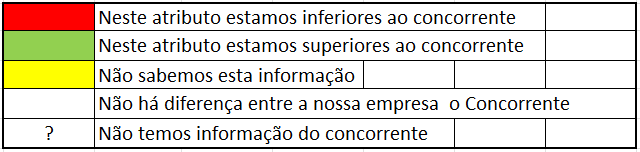 Neste atributo estamos inferiores ao concorrente
Neste atributo estamos superiores ao concorrente
Não sabemos esta informação
Não há diferença entre a nossa empresa o Concorrente
? Não temos informação do concorrente